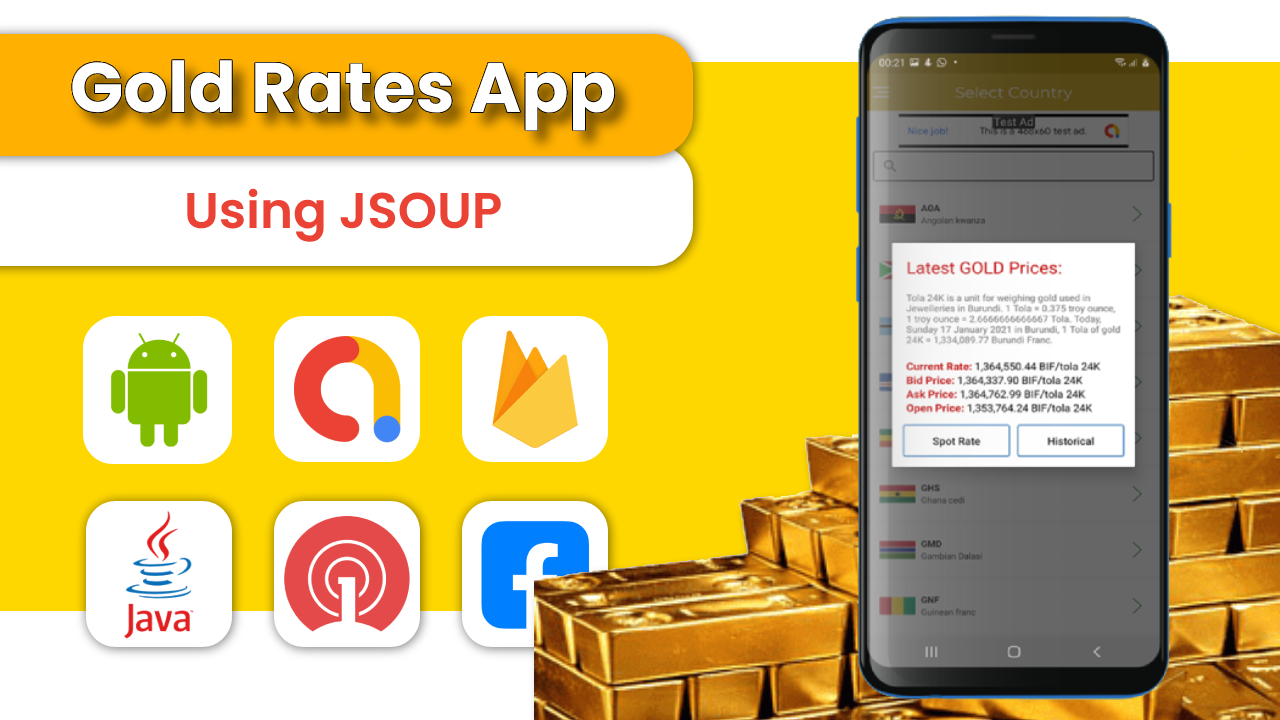 Gold Rates App
Using JSOUP
Java
00:21
Select Country
Test Ad
Nice job!
This is a 468x60 test ad.
AOA
Angolan kwanza
Latest GOLD Prices:
Tola 24K is a unit for weighing gold used in
Jewelleries in Burundi. 1 Tola = 0.375 troy ounce,
1 troy ounce = 2.6666666666667 Tola. Today,
Sunday 17 January 2021 in Burundi, 1 Tola of gold
24K = 1,334,089.77 Burundi Franc.
Current Rate: 1,364,550.44 BIF/tola 24K
Bid Price: 1,364,337.90 BIF/tola 24K
Ask Price: 1,364,762.99 BIF/tola 24K
Open Price: 1,353,764.24 BIF/tola 24K
Spot Rate
Historical
GHS
Ghana cedi
GMD
Gambian Dalasi
GNF
Guinean franc